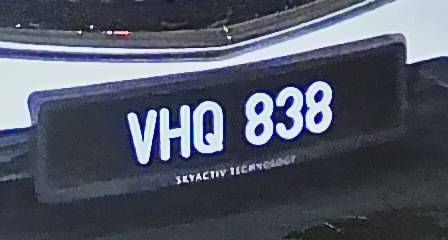 VHQ 838
SKYACTIV TECHNOLOGY